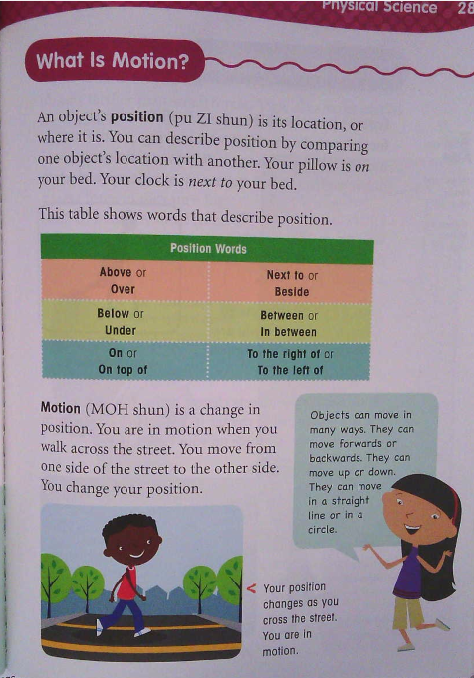 Physical Science 28
What Is Motion?
An object's position (pu ZI shun) is its location, or
where it is. You can describe position by comparing
one object's location with another. Your pillow is on
your bed. Your clock is next to your bed.
This table shows words that describe position.
Position Words
Above or
Over
Next to or
Beside
Below or
Under
Between or
In between
On or
On top of
To the right of or
To the left of
Motion (MOH shun) is a change in
position. You are in motion when you
walk across the street. You move from
one side of the street to the other side.
You change your position.
Objects can move in
many ways. They can
move forwards or
backwards. They can
move up or down.
They can move
in a straight
line or in a
circle.
< Your position
changes as you
cross the street.
You are in
motion.